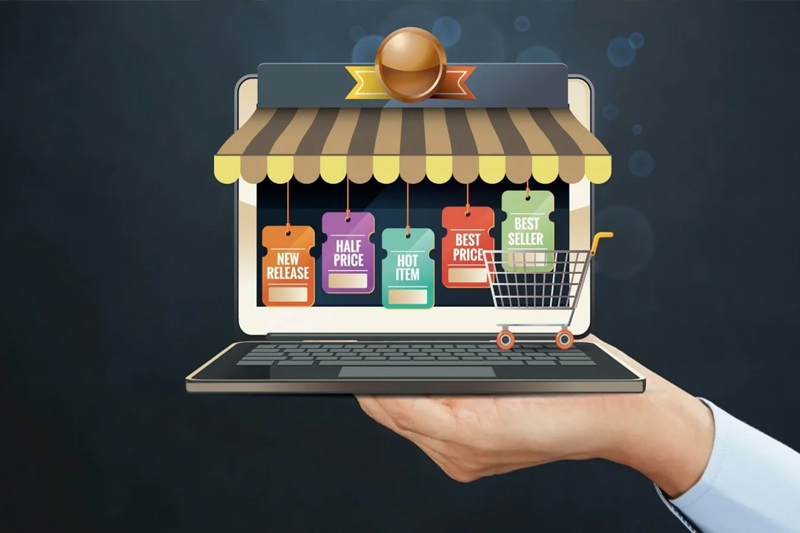 NEW
RELEASE
HALF
PRICE
HOT
ITEM
BEST
PRICE
BEST
SELLER